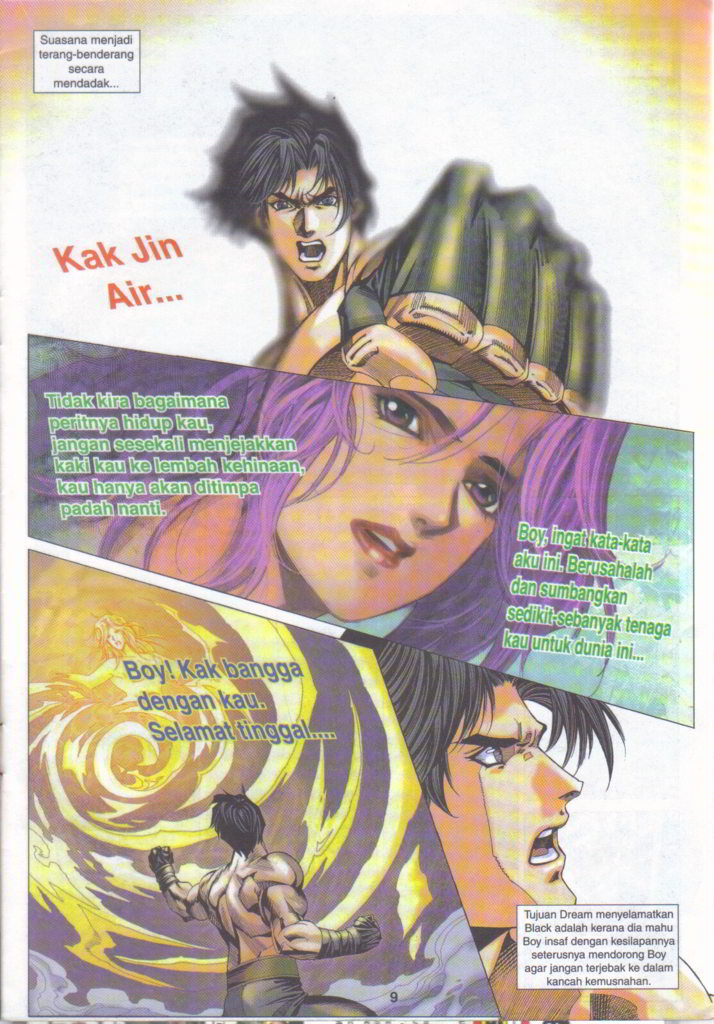 Suasana menjadi
terang-benderang
secara
mendadak...
Kak Jin
Air...
Tidak kira bagaimana
peritnya hidup kau,
jangan sesekali menjejakkan
kaki kau ke lembah kehinaan,
kau hanya akan ditimpa
padah nanti.
Boy, ingat kata-kata
aku ini. Berusahalah
dan sumbangkan
sedikit-sebanyak tenaga
kau untuk dunia ini...
Boy! Kak bangga
dengan kau.
Selamat tinggal....
Tujuan Dream menyelamatkan
Black adalah kerana dia mahu
Boy insaf dengan kesilapannya
seterusnya mendorong Boy
agar jangan terjebak ke dalam
kancah kemusnahan.
9